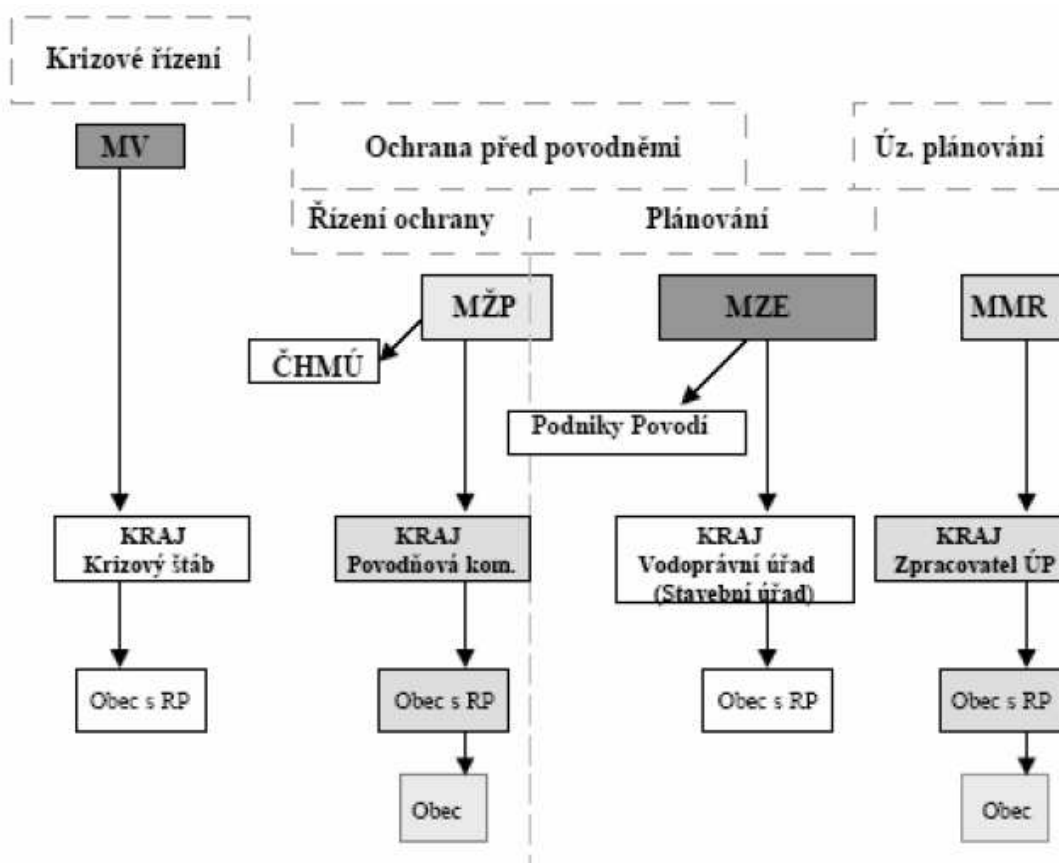 Krizové řízení
MV
Ochrana před povodněmi
Úz. plánování
Řízení ochrany
Plánování
MŽP
MZE
MMR
ČHMÚ
Podniky Povodí
KRAJ
Krizový štáb
KRAJ
Povodňová kom.
KRAJ
Vodoprávní úřad
(Stavební úřad)
KRAJ
Zpracovatel ÚP
Obec s RP
Obec s RP
Obec s RP
Obec s RP
Obec
Obec